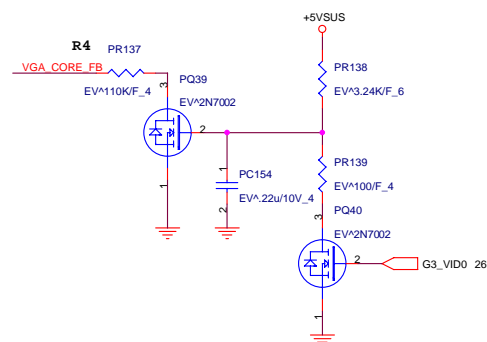 +5VSUS
R4 PR137
VGA_CORE_FB
EV^110K/F_4
3
PQ39
EV^2N7002
2
1
PR138
EV^3.24K/F_6
1
PC154
EV^.22u/10V_4
2
PR139
EV^100/F_4
3
PQ40
EV^2N7002
2
G3_VID0 26
1